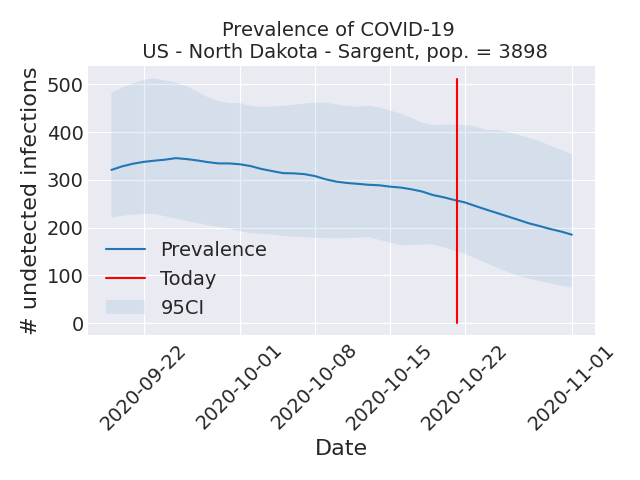 Prevalence of COVID-19
US - North Dakota - Sargent, pop. = 3898
# undetected infections
500
400
300
200
100
0
Prevalence
Today
95CI
2020-09-22
2020-10-01
2020-10-08
2020-10-15
2020-10-22
2020-11-01
Date